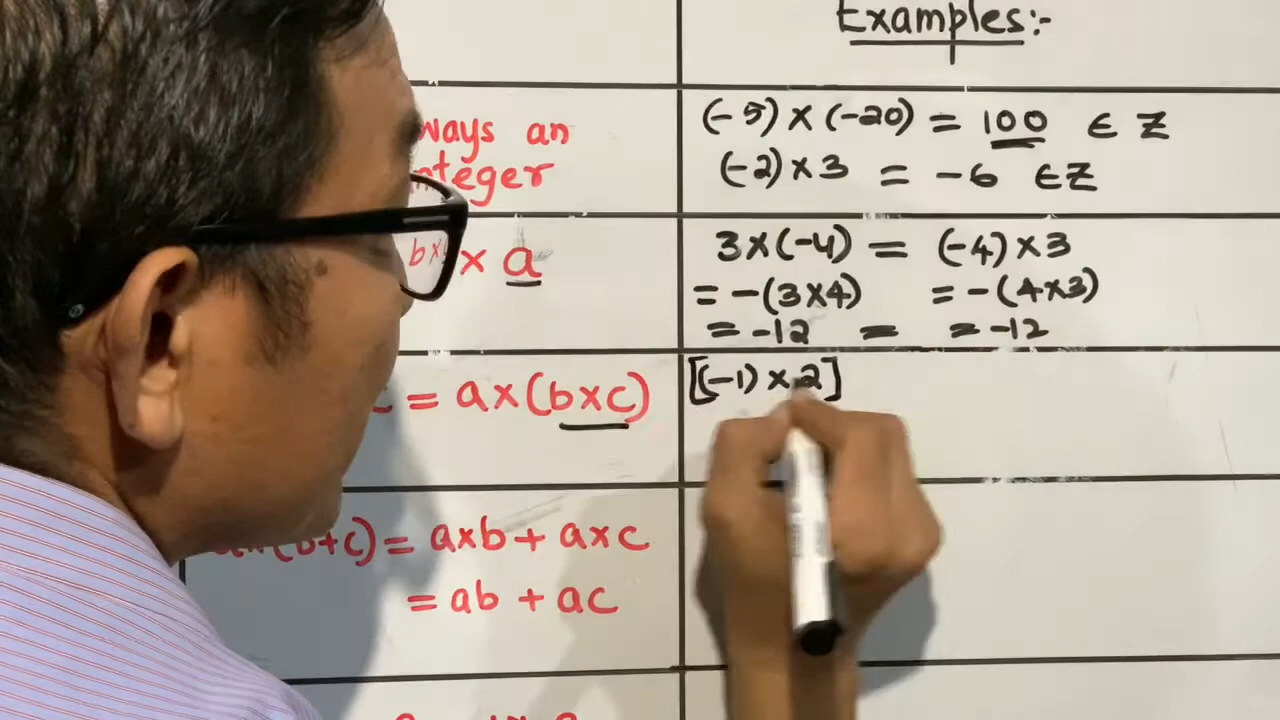 Examples:-
ways an
integer
(-5) × (-20) = 100 ∈ Z
(-2) × 3 = -6 ∈ Z
× a
3 × (-4) = (-4) × 3
= -(3×4) = -(4×3)
= -12 = = -12
= a × (b × c)
[(-1) × 2]
(b+c) = a×b + a×c
= ab + ac